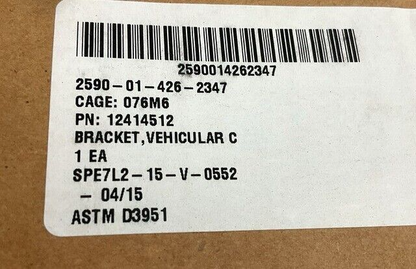 2590014262347
2590-01-426-2347
CAGE: 076M6
PN: 12414512
BRACKET,VEHICULAR C
1 EA
SPE7L2-15-V-0552
- 04/15
ASTM D3951